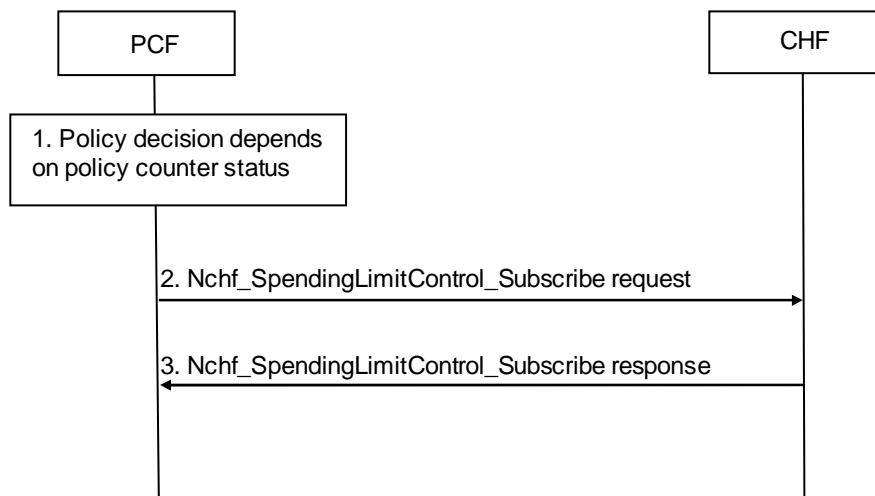 PCF
CHF
1. Policy decision depends
on policy counter status
2. Nchf_SpendingLimitControl_Subscribe request
3. Nchf_SpendingLimitControl_Subscribe response